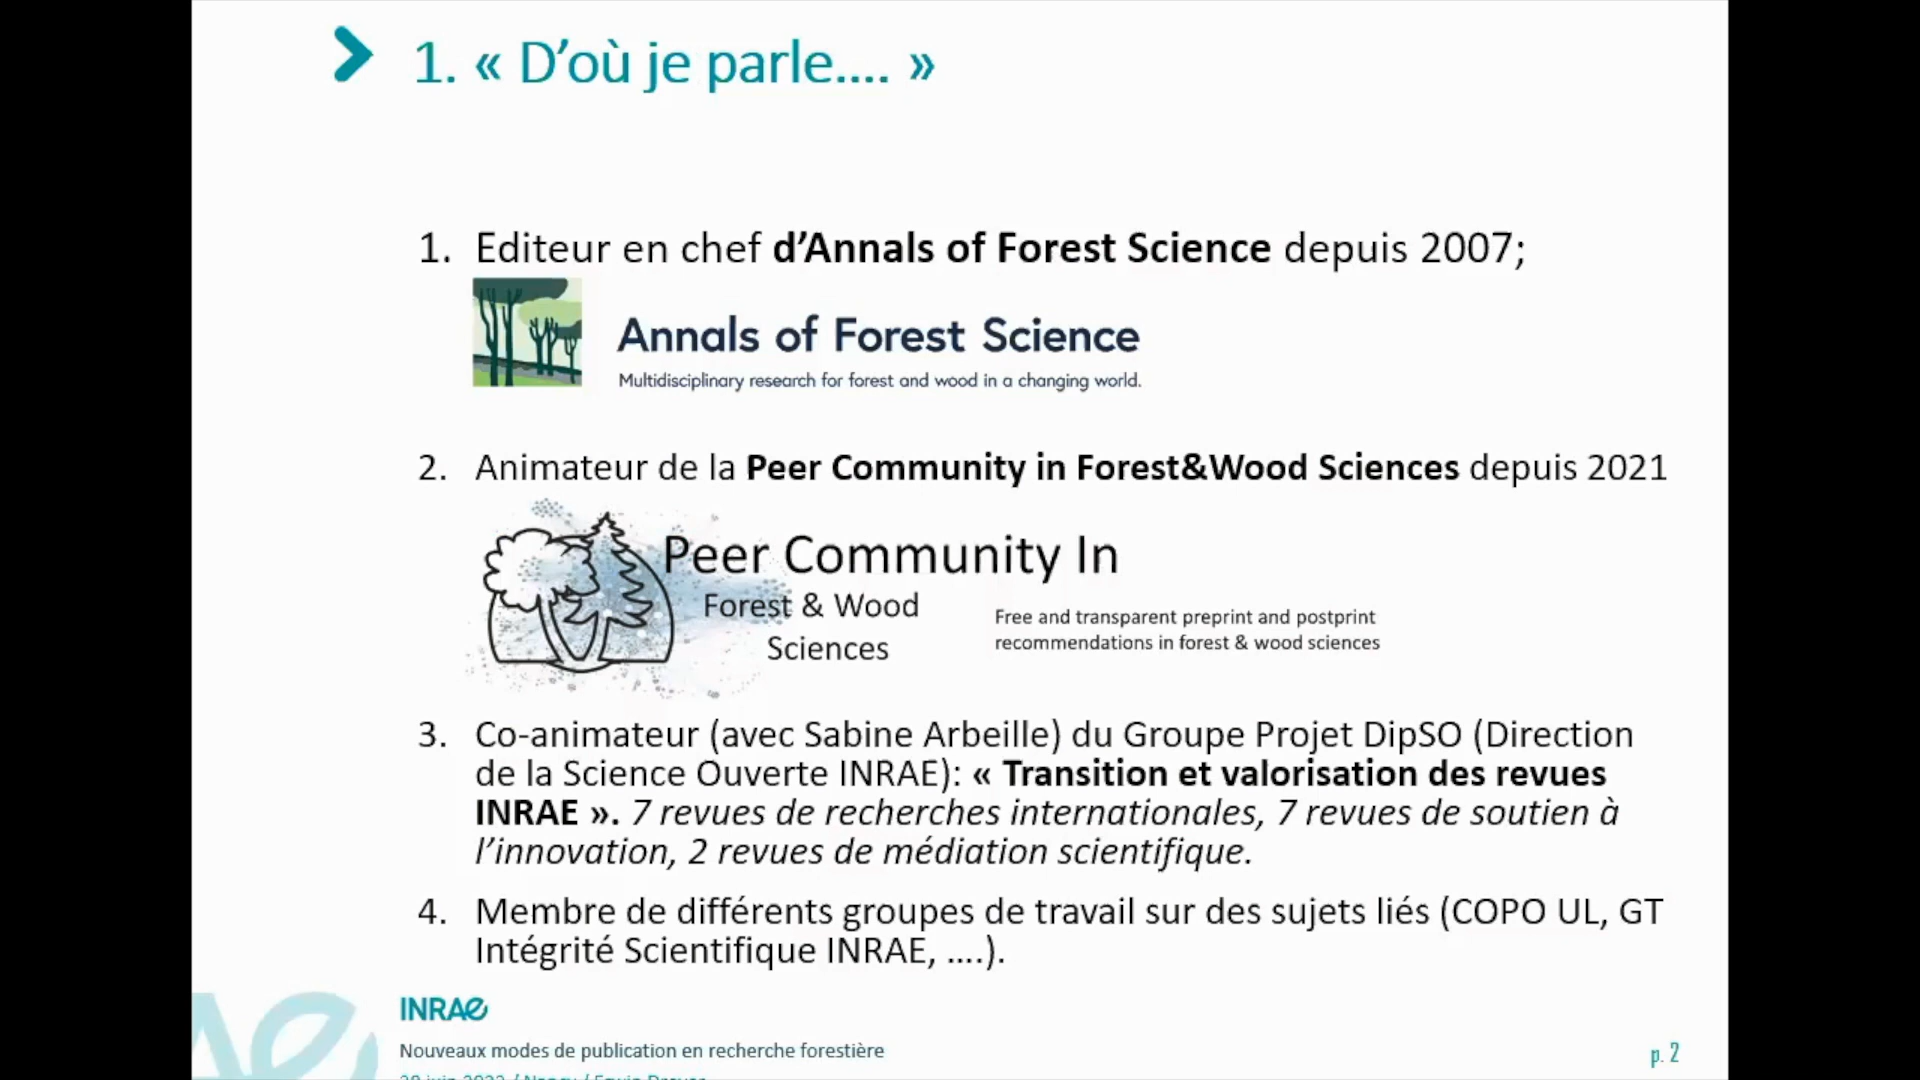 1. « D’où je parle.... »
1. Editeur en chef d’Annals of Forest Science depuis 2007;
Annals of Forest Science
Multidisciplinary research for forest and wood in a changing world.
2. Animateur de la Peer Community in Forest&Wood Sciences depuis 2021
Peer Community In
Forest & Wood
Sciences
Free and transparent preprint and postprint
recommendations in forest & wood sciences
3. Co-animateur (avec Sabine Arbeille) du Groupe Projet DipSO (Direction
de la Science Ouverte INRAE): « Transition et valorisation des revues
INRAE ». 7 revues de recherches internationales, 7 revues de soutien à
l’innovation, 2 revues de médiation scientifique.
4. Membre de différents groupes de travail sur des sujets liés (COPO UL, GT
Intégrité Scientifique INRAE, ....).
INRAE
Nouveaux modes de publication en recherche forestière
p. 2